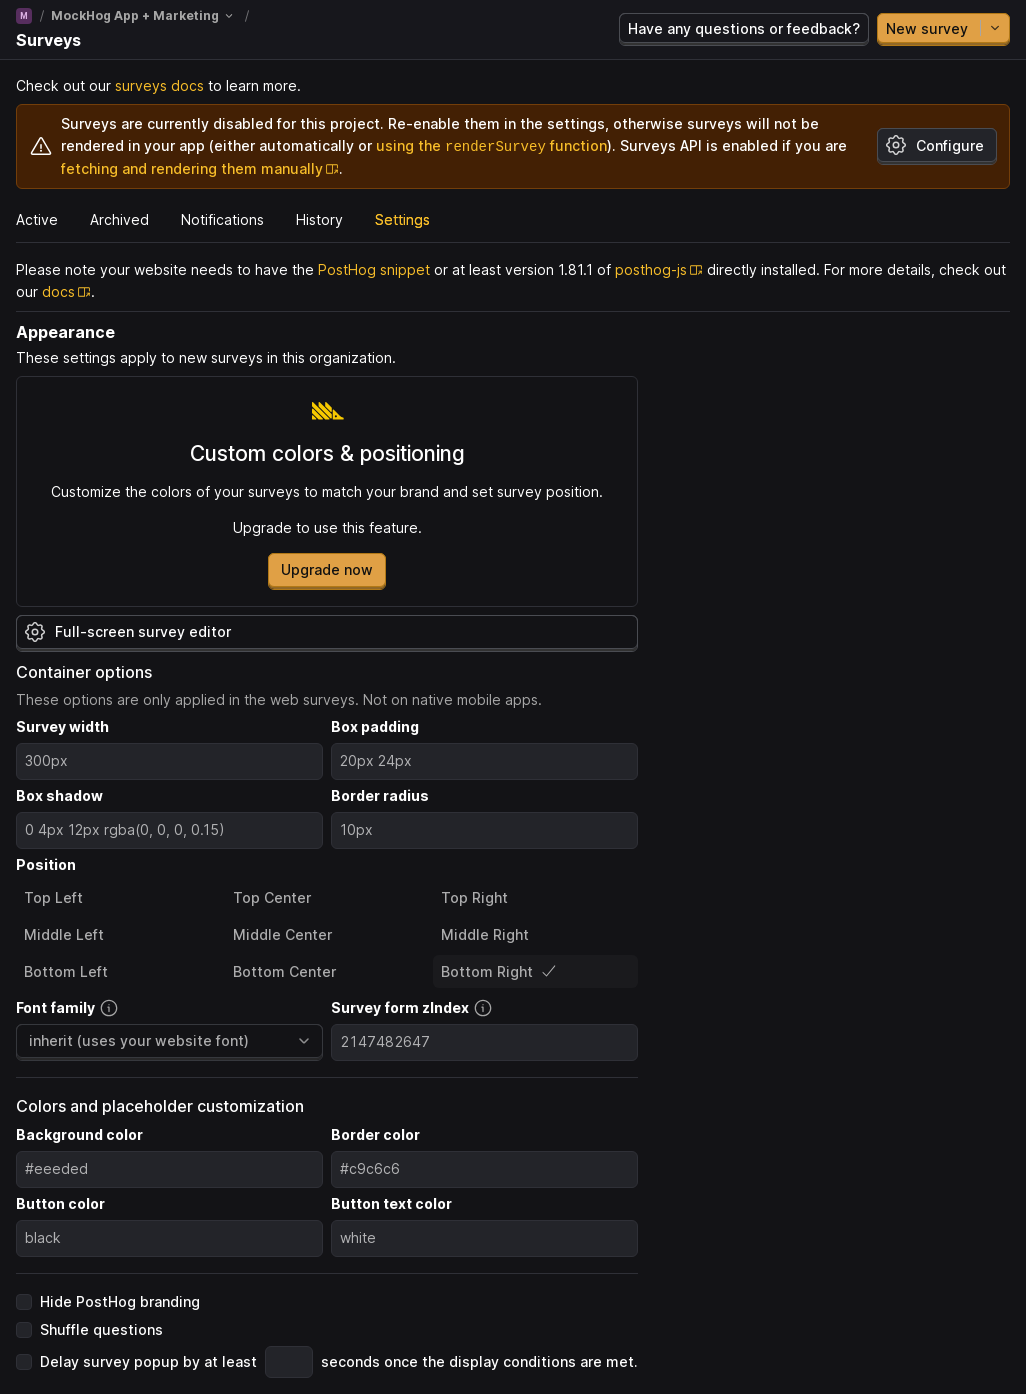 M / MockHog App + Marketing /
Surveys
Have any questions or feedback?
New survey
Check out our surveys docs to learn more.
Surveys are currently disabled for this project. Re-enable them in the settings, otherwise surveys will not be
rendered in your app (either automatically or using the renderSurvey function). Surveys API is enabled if you are
fetching and rendering them manually.
Configure
Active Archived Notifications History Settings
Please note your website needs to have the PostHog snippet or at least version 1.81.1 of posthog-js directly installed. For more details, check out
our docs.
Appearance
These settings apply to new surveys in this organization.
Custom colors & positioning
Customize the colors of your surveys to match your brand and set survey position.
Upgrade to use this feature.
Upgrade now
Full-screen survey editor
Container options
These options are only applied in the web surveys. Not on native mobile apps.
Survey width Box padding
300px 20px 24px
Box shadow Border radius
0 4px 12px rgba(0, 0, 0, 0.15) 10px
Position
Top Left Top Center Top Right
Middle Left Middle Center Middle Right
Bottom Left Bottom Center Bottom Right
Font family Survey form zIndex
inherit (uses your website font) 2147482647
Colors and placeholder customization
Background color Border color
#eeeded #c9c6c6
Button color Button text color
black white
Hide PostHog branding
Shuffle questions
Delay survey popup by at least seconds once the display conditions are met.